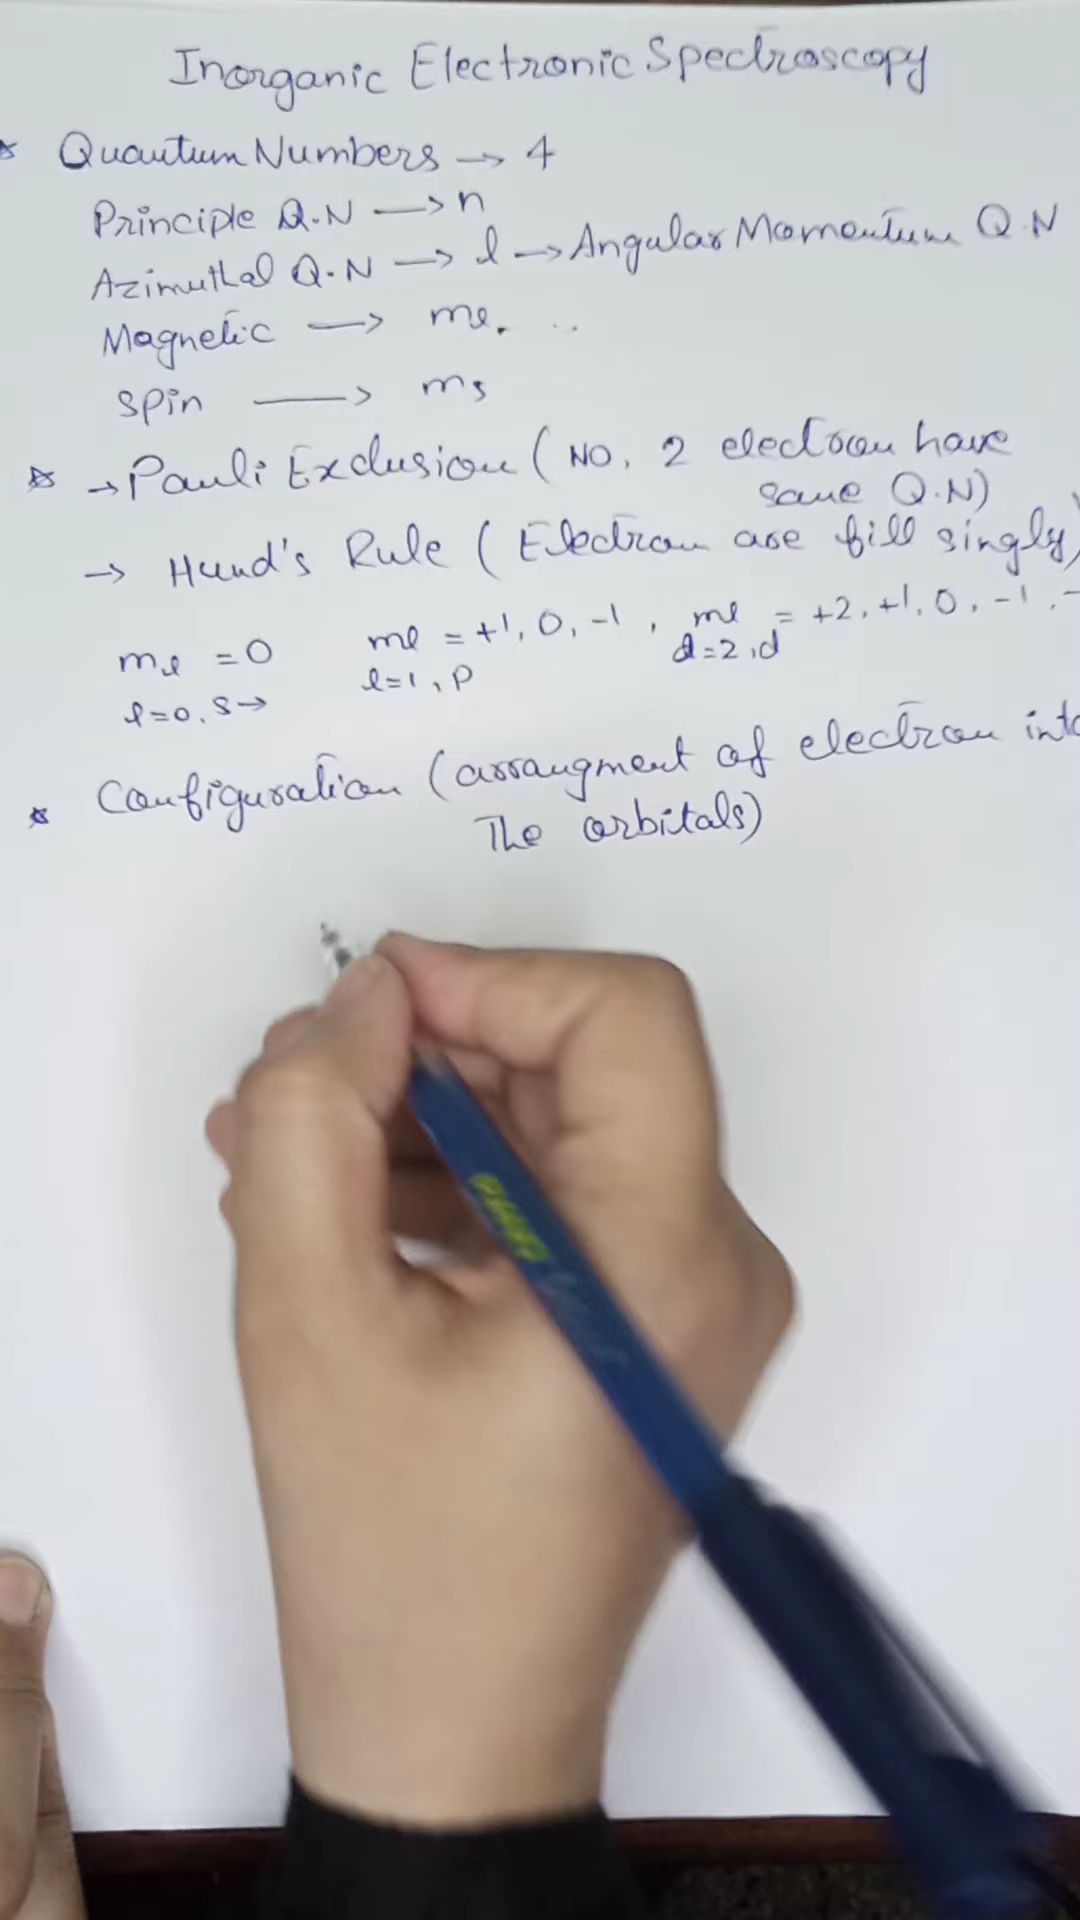 Inorganic Electronic Spectroscopy
Quantum Numbers → 4
Principle Q.N → n
Azimuthal Q.N → l → Angular Momentum Q.N
Magnetic → ml.
Spin → ms
→ Pauli Exclusion ( NO. 2 electron have
same Q.N)
→ Hund's Rule ( Electron are fill singly)
ml = 0   ml = +1, 0, -1 , ml = +2, +1, 0, -1, -
l=0, s→   l=1, p   d=2, d
Configuration (arrangment of electron into
The orbitals)